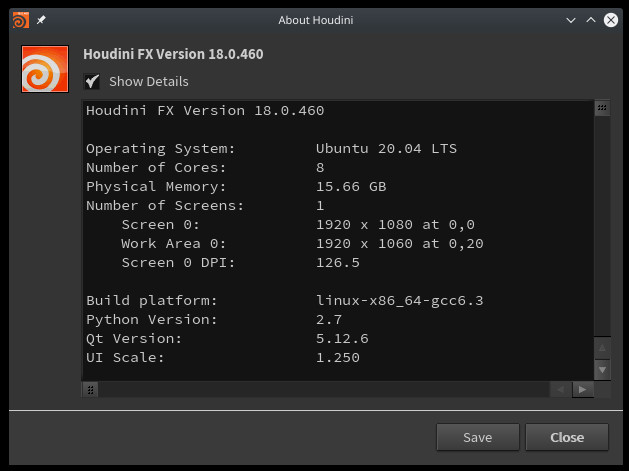 About Houdini
Houdini FX Version 18.0.460
Show Details
Houdini FX Version 18.0.460
Operating System: Ubuntu 20.04 LTS
Number of Cores: 8
Physical Memory: 15.66 GB
Number of Screens: 1
Screen 0: 1920 x 1080 at 0,0
Work Area 0: 1920 x 1060 at 0,20
Screen 0 DPI: 126.5
Build platform: linux-x86_64-gcc6.3
Python Version: 2.7
Qt Version: 5.12.6
UI Scale: 1.250
Save Close